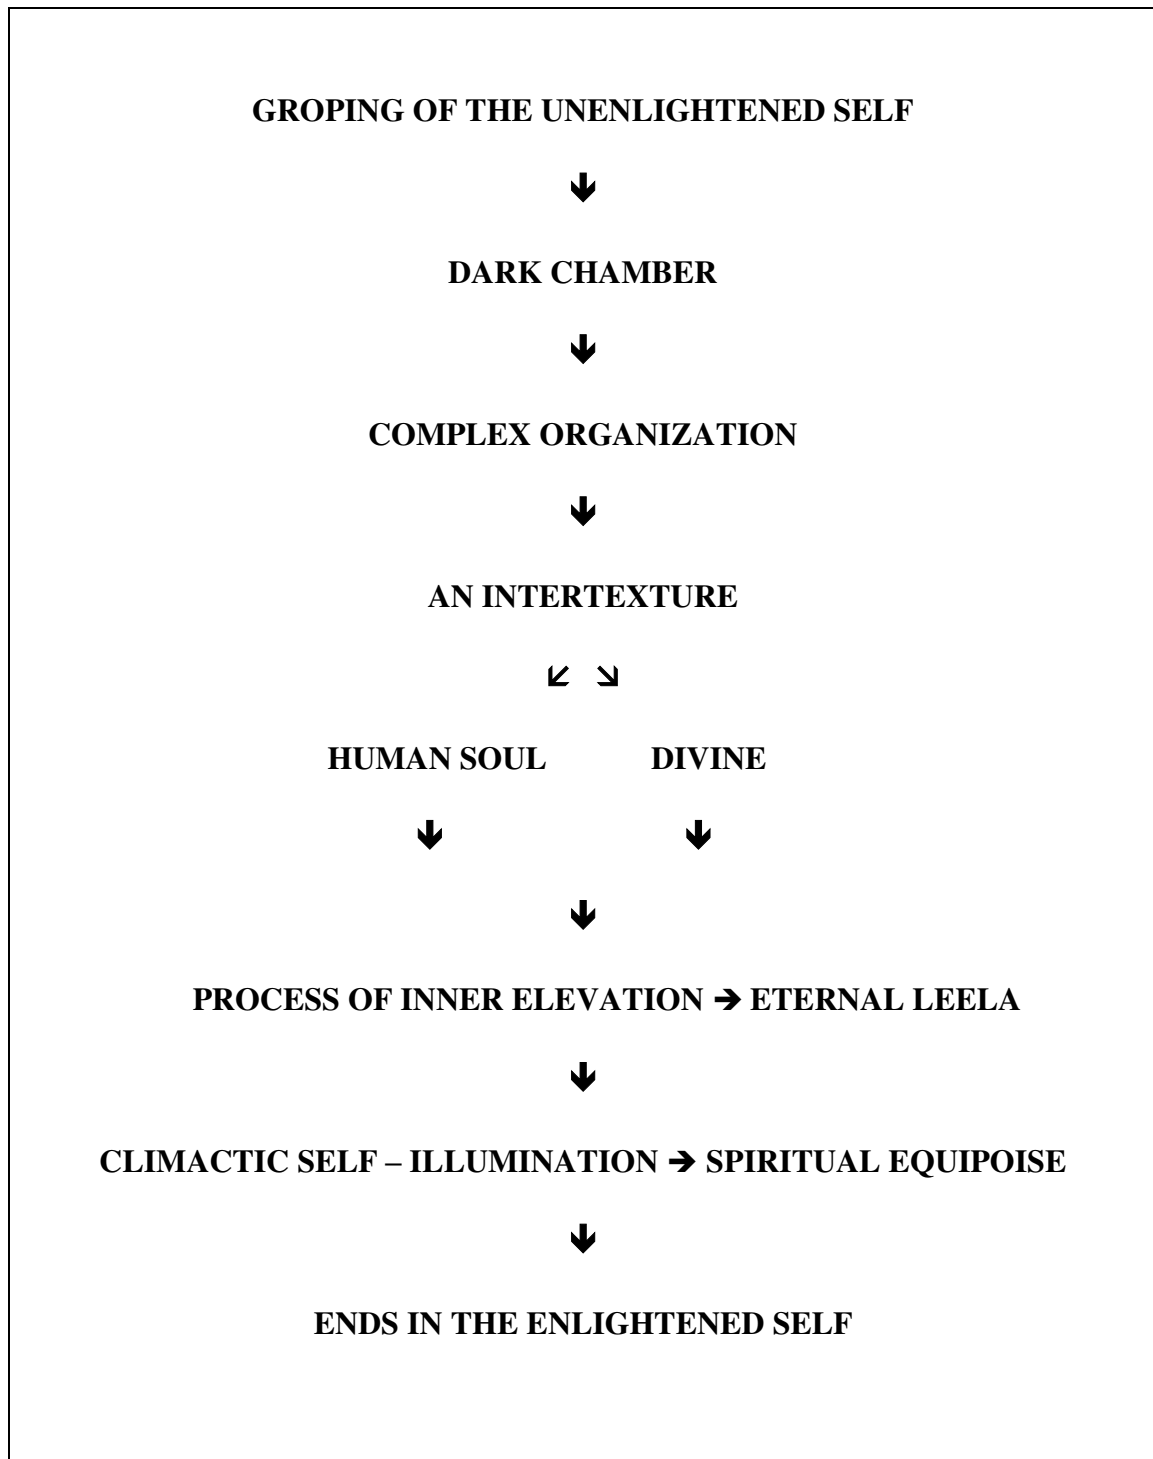 GROPING OF THE UNENLIGHTENED SELF
DARK CHAMBER
COMPLEX ORGANIZATION
AN INTERTEXTURE
HUMAN SOUL DIVINE
PROCESS OF INNER ELEVATION ➔ ETERNAL LEELA
CLIMACTIC SELF – ILLUMINATION ➔ SPIRITUAL EQUIPOISE
ENDS IN THE ENLIGHTENED SELF